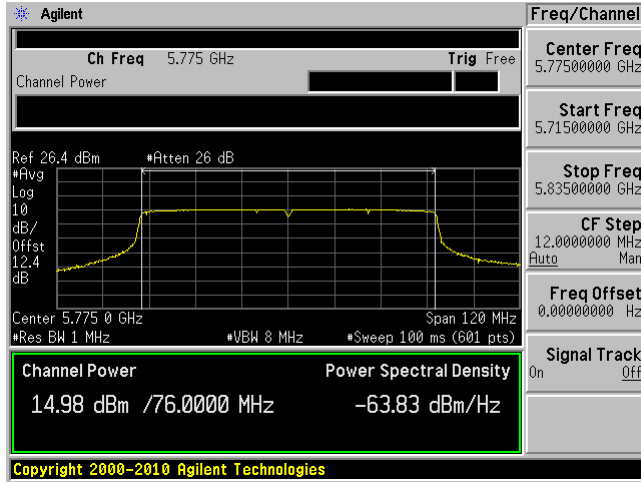 Agilent
Freq/Channel
Ch Freq 5.775 GHz Trig Free
Channel Power
Center Freq
5.77500000 GHz
Start Freq
5.71500000 GHz
Stop Freq
5.83500000 GHz
CF Step
12.0000000 MHz
Auto Man
Freq Offset
0.00000000 Hz
Signal Track
On Off
Ref 26.4 dBm #Atten 26 dB
#Avg
Log
10
dB/
Offst
12.4
dB
Center 5.775 0 GHz Span 120 MHz
#Res BW 1 MHz #VBW 8 MHz #Sweep 100 ms (601 pts)
Channel Power Power Spectral Density
14.98 dBm /76.0000 MHz -63.83 dBm/Hz
Copyright 2000-2010 Agilent Technologies